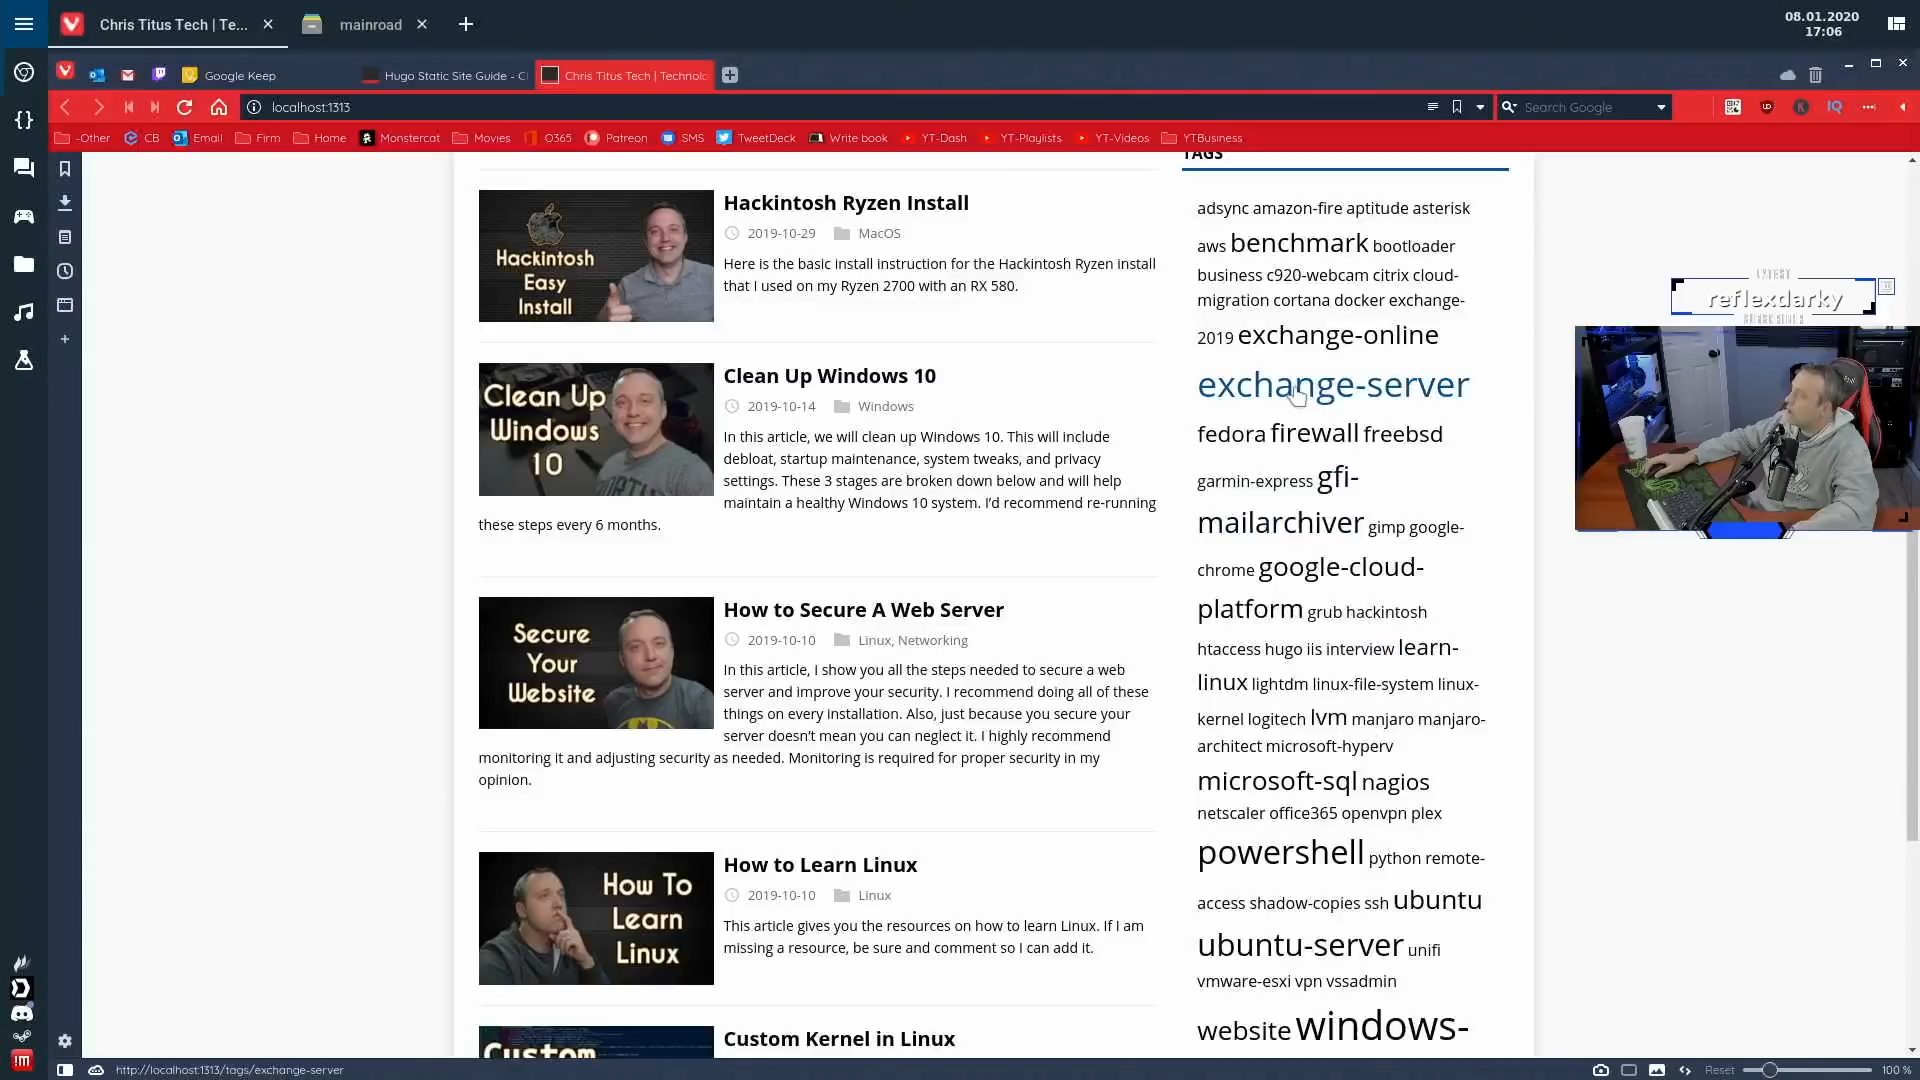 Chris Titus Tech | Te...
mainroad
08.01.2020
17:06
Google Keep
Hugo Static Site Guide - C
Chris Titus Tech | Technolo
localhost:1313
Search Google
-Other
CB
Email
Firm
Home
Monstercat
Movies
O365
Patreon
SMS
TweetDeck
Write book
YT-Dash
YT-Playlists
YT-Videos
YTBusiness
Hackintosh
Easy
Install
Hackintosh Ryzen Install
2019-10-29 MacOS
Here is the basic install instruction for the Hackintosh Ryzen install
that I used on my Ryzen 2700 with an RX 580.
Clean Up
Windows
10
Clean Up Windows 10
2019-10-14 Windows
In this article, we will clean up Windows 10. This will include
debloat, startup maintenance, system tweaks, and privacy
settings. These 3 stages are broken down below and will help
maintain a healthy Windows 10 system. I'd recommend re-running
these steps every 6 months.
Secure
Your
Website
How to Secure A Web Server
2019-10-10 Linux, Networking
In this article, I show you all the steps needed to secure a web
server and improve your security. I recommend doing all of these
things on every installation. Also, just because you secure your
server doesn't mean you can neglect it. I highly recommend
monitoring it and adjusting security as needed. Monitoring is required for proper security in my
opinion.
How To
Learn
Linux
How to Learn Linux
2019-10-10 Linux
This article gives you the resources on how to learn Linux. If I am
missing a resource, be sure and comment so I can add it.
Custom
Custom Kernel in Linux
TAGS
adsync amazon-fire aptitude asterisk
aws benchmark bootloader
business c920-webcam citrix cloud-
migration cortana docker exchange-
2019 exchange-online
exchange-server
fedora firewall freebsd
garmin-express gfi-
mailarchiver gimp google-
chrome google-cloud-
platform grub hackintosh
htaccess hugo iis interview learn-
linux lightdm linux-file-system linux-
kernel logitech lvm manjaro manjaro-
architect microsoft-hyperv
microsoft-sql nagios
netscaler office365 openvpn plex
powershell python remote-
access shadow-copies ssh ubuntu
ubuntu-server unifi
vmware-esxi vpn vssadmin
website windows-
LATEST
reflexdarky
http://localhost:1313/tags/exchange-server
Reset
100 %